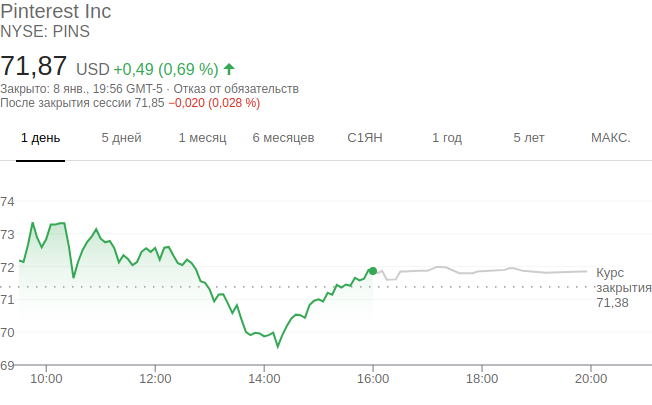 Pinterest Inc
NYSE: PINS
71,87 USD +0,49 (0,69 %)
Закрыто: 8 янв., 19:56 GMT-5 · Отказ от обязательств
После закрытия сессии 71,85 −0,020 (0,028 %)
1 день 5 дней 1 месяц 6 месяцев С1ЯН 1 год 5 лет МАКС.
74
73
72
71
70
69
Курс
закрытия
71,38
10:00 12:00 14:00 16:00 18:00 20:00